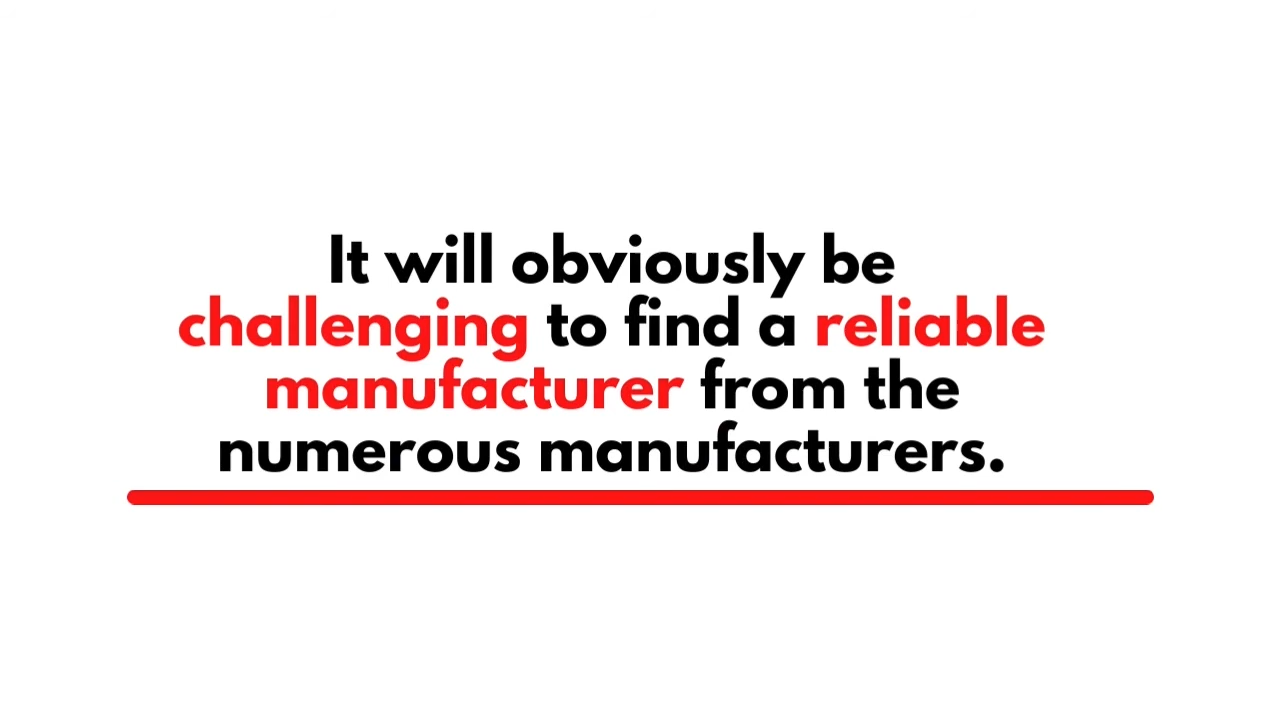 It will obviously be
challenging to find a reliable
manufacturer from the
numerous manufacturers.